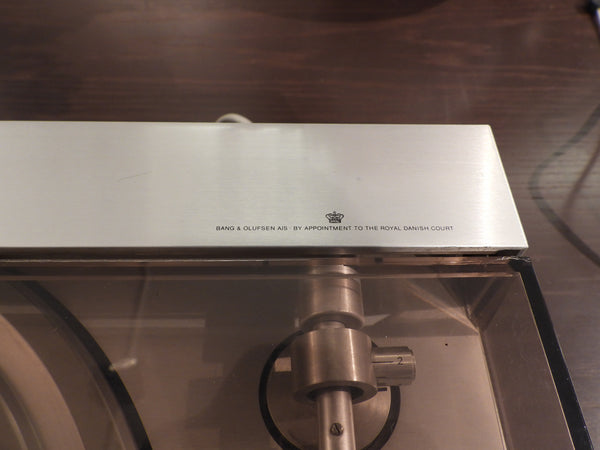 BANG & OLUFSEN A/S · BY APPOINTMENT TO THE ROYAL DANISH COURT
2